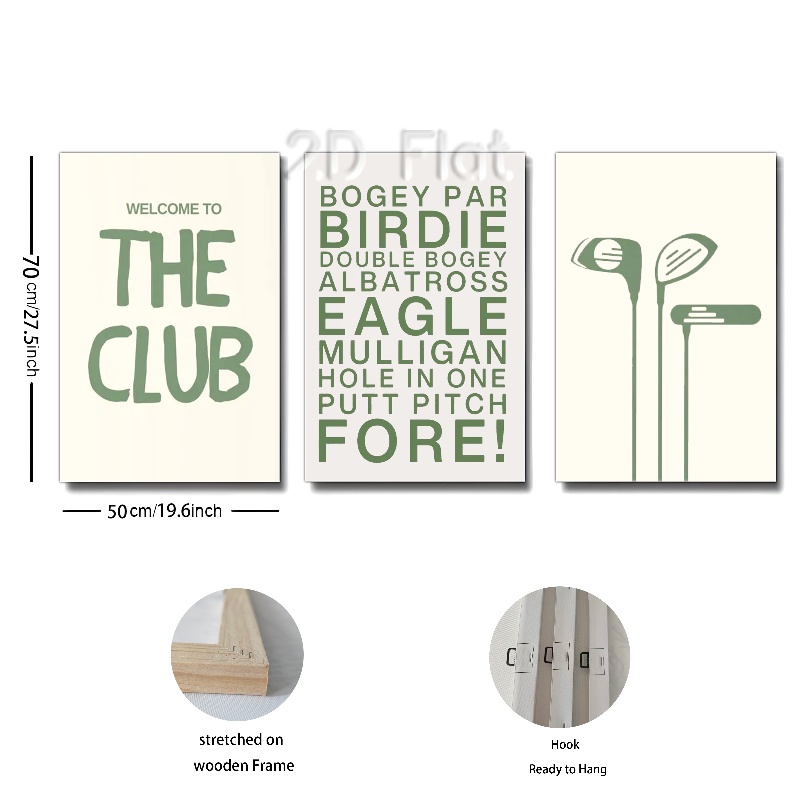 2.D Flat.
WELCOME TO
THE
CLUB
BOGEY PAR
BIRDIE
DOUBLE BOGEY
ALBATROSS
EAGLE
MULLIGAN
HOLE IN ONE
PUTT PITCH
FORE!
70 cm/27.5inch
50cm/19.6inch
stretched on
wooden Frame
Hook
Ready to Hang